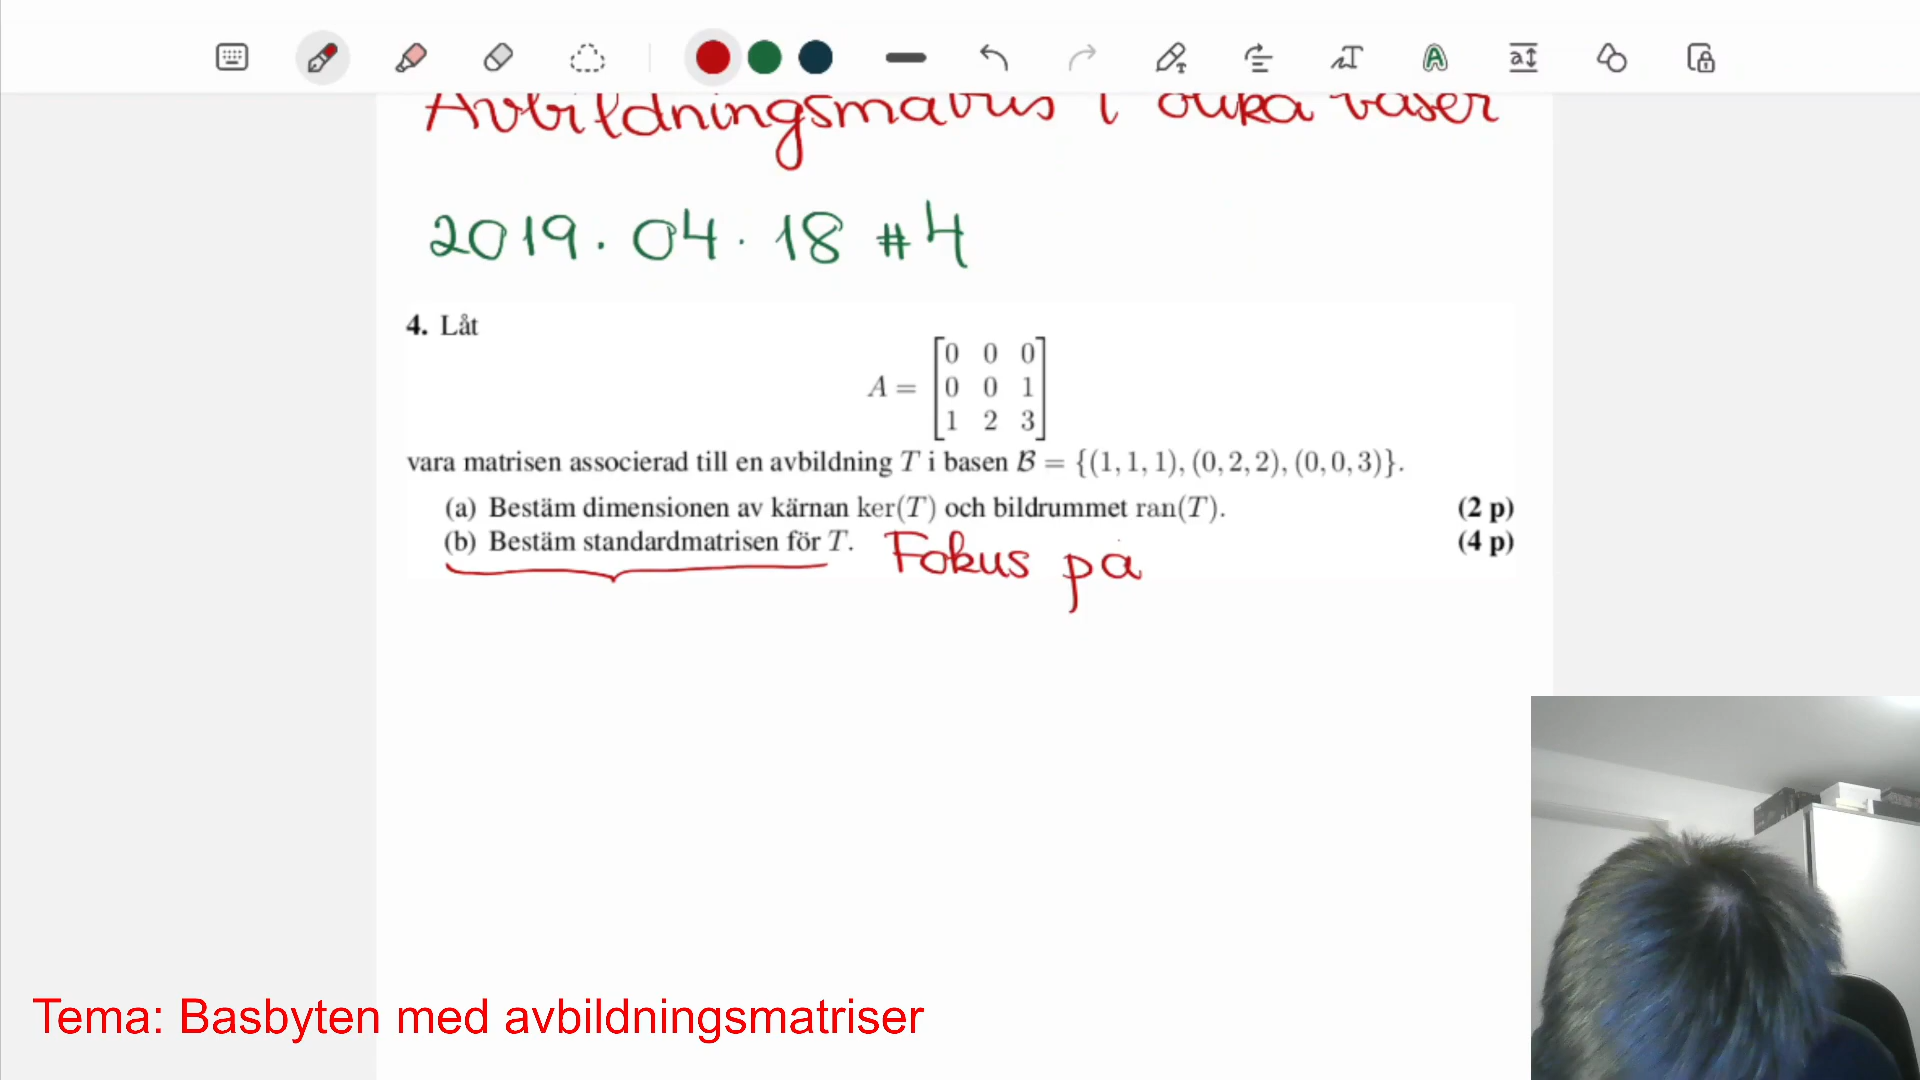 Avbildningsmatris i olika baser
2019.04.18 #4
4. Låt
A = [0 0 0
0 0 1
1 2 3]
vara matrisen associerad till en avbildning T i basen B = {(1, 1, 1), (0, 2, 2), (0, 0, 3)}.
(a) Bestäm dimensionen av kärnan ker(T) och bildrummet ran(T). (2 p)
(b) Bestäm standardmatrisen för T. (4 p)
Fokus pa
Tema: Basbyten med avbildningsmatriser